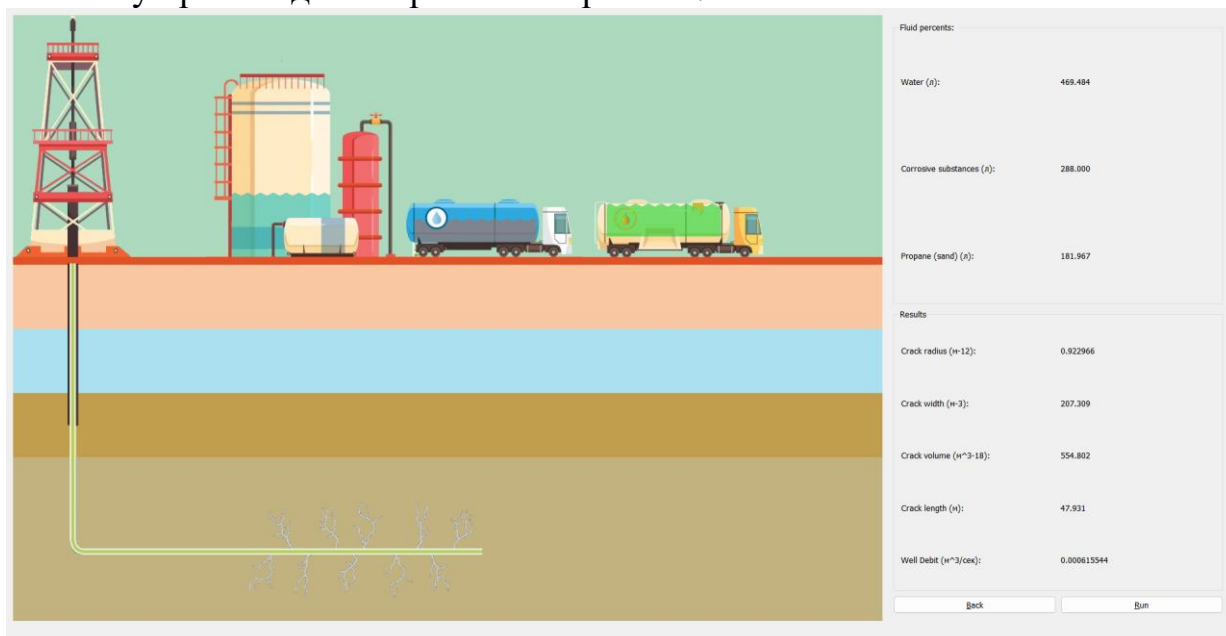 Fluid percents:
Water (л): 469.484
Corrosive substances (л): 288.000
Propane (sand) (л): 181.967
Results
Crack radius (м-12): 0.922966
Crack width (м-3): 207.309
Crack volume (м^3-18): 554.802
Crack length (м): 47.931
Well Debit (м^3/сек): 0.000615544
Back Run